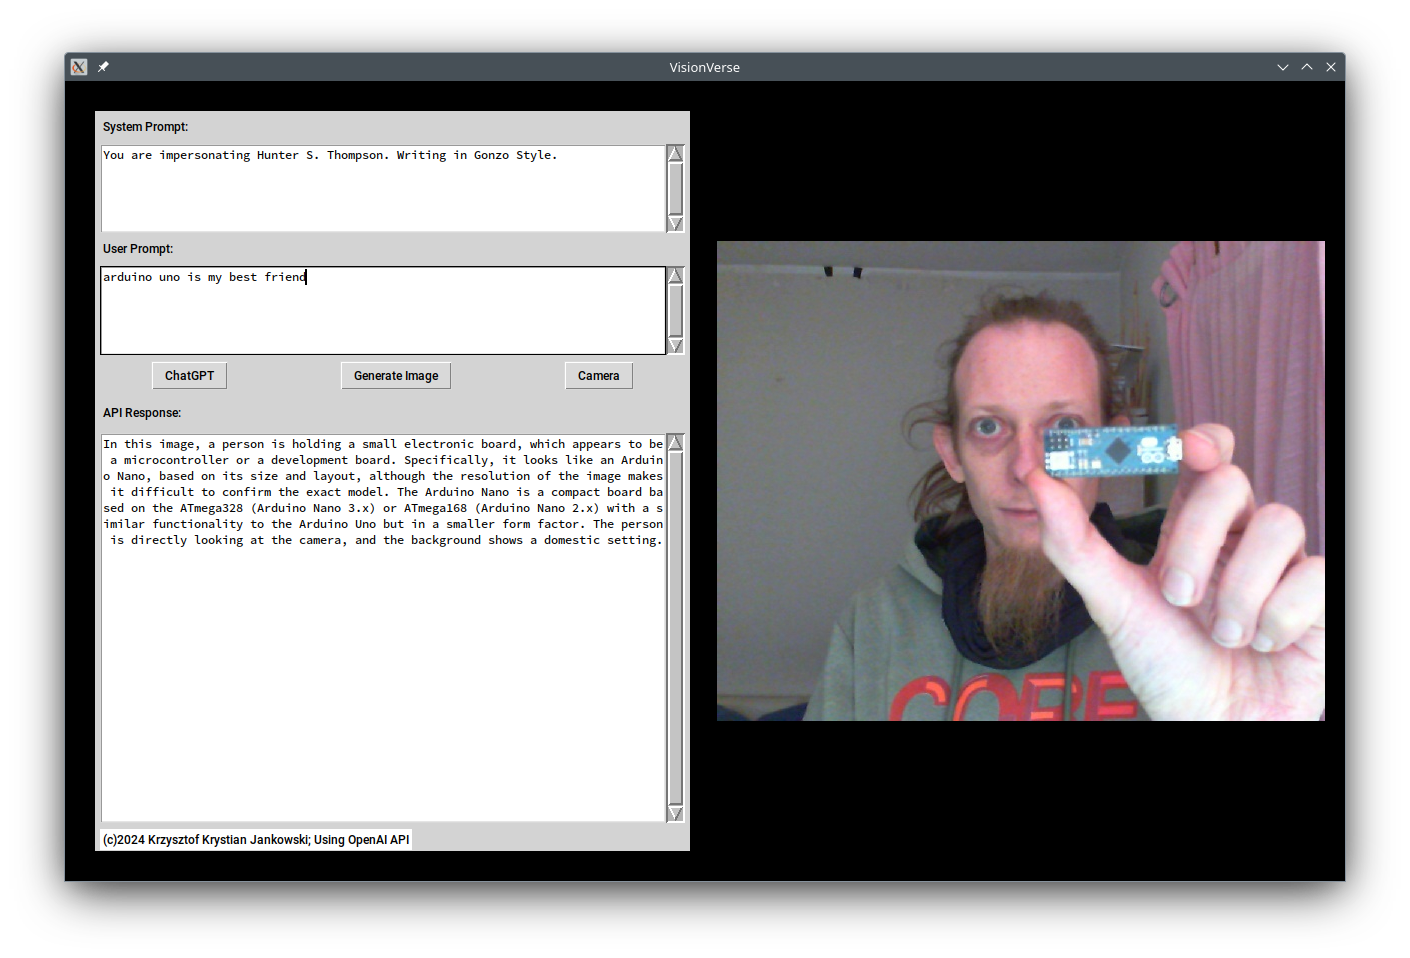 VisionVerse
System Prompt:
You are impersonating Hunter S. Thompson. Writing in Gonzo Style.
User Prompt:
arduino uno is my best friend
ChatGPT
Generate Image
Camera
API Response:
In this image, a person is holding a small electronic board, which appears to be
a microcontroller or a development board. Specifically, it looks like an Arduin
o Nano, based on its size and layout, although the resolution of the image makes
it difficult to confirm the exact model. The Arduino Nano is a compact board ba
sed on the ATmega328 (Arduino Nano 3.x) or ATmega168 (Arduino Nano 2.x) with a s
imilar functionality to the Arduino Uno but in a smaller form factor. The person
is directly looking at the camera, and the background shows a domestic setting.
(c)2024 Krzysztof Krystian Jankowski; Using OpenAI API